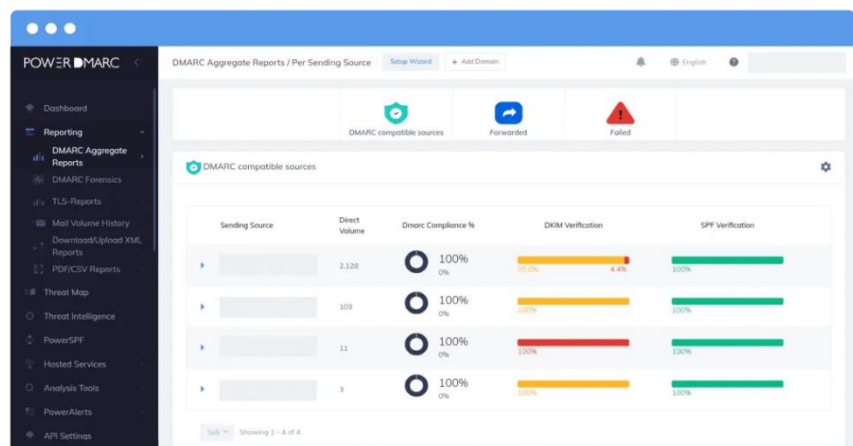 POWER DMARC
DMARC Aggregate Reports / Per Sending Source
Setup Wizard
+ Add Domain
English
Dashboard
Reporting
DMARC Aggregate
Reports
DMARC Forensics
TLS-Reports
Mail Volume History
Download/Upload XML
Reports
PDF/CSV Reports
Threat Map
Threat Intelligence
PowerSPF
Hosted Services
Analysis Tools
PowerAlerts
API Settings
DMARC compatible sources
Forwarded
Failed
DMARC compatible sources
Sending Source
Direct
Volume
Dmarc Compliance %
DKIM Verification
SPF Verification
2,128
100%
0%
95.6%
4.4%
100%
103
100%
0%
100%
100%
11
100%
0%
100%
100%
3
100%
0%
100%
100%
Showing 1 - 4 of 4